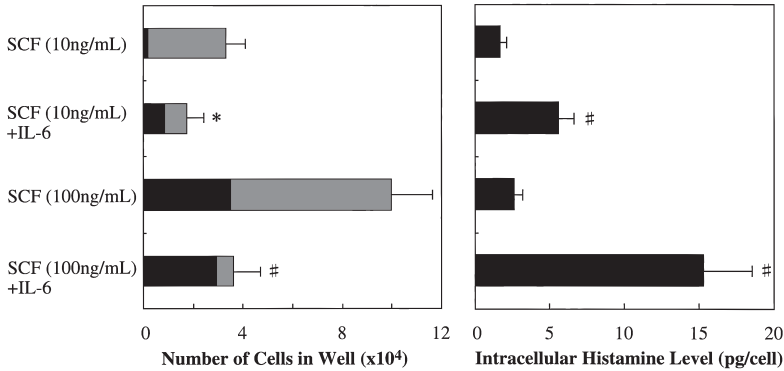 SCF (10ng/mL)
SCF (10ng/mL)
+IL-6
*
♯
SCF (100ng/mL)
SCF (100ng/mL)
+IL-6
♯
♯
0 4 8 12
0 5 10 15 20
Number of Cells in Well (x10⁴)
Intracellular Histamine Level (pg/cell)